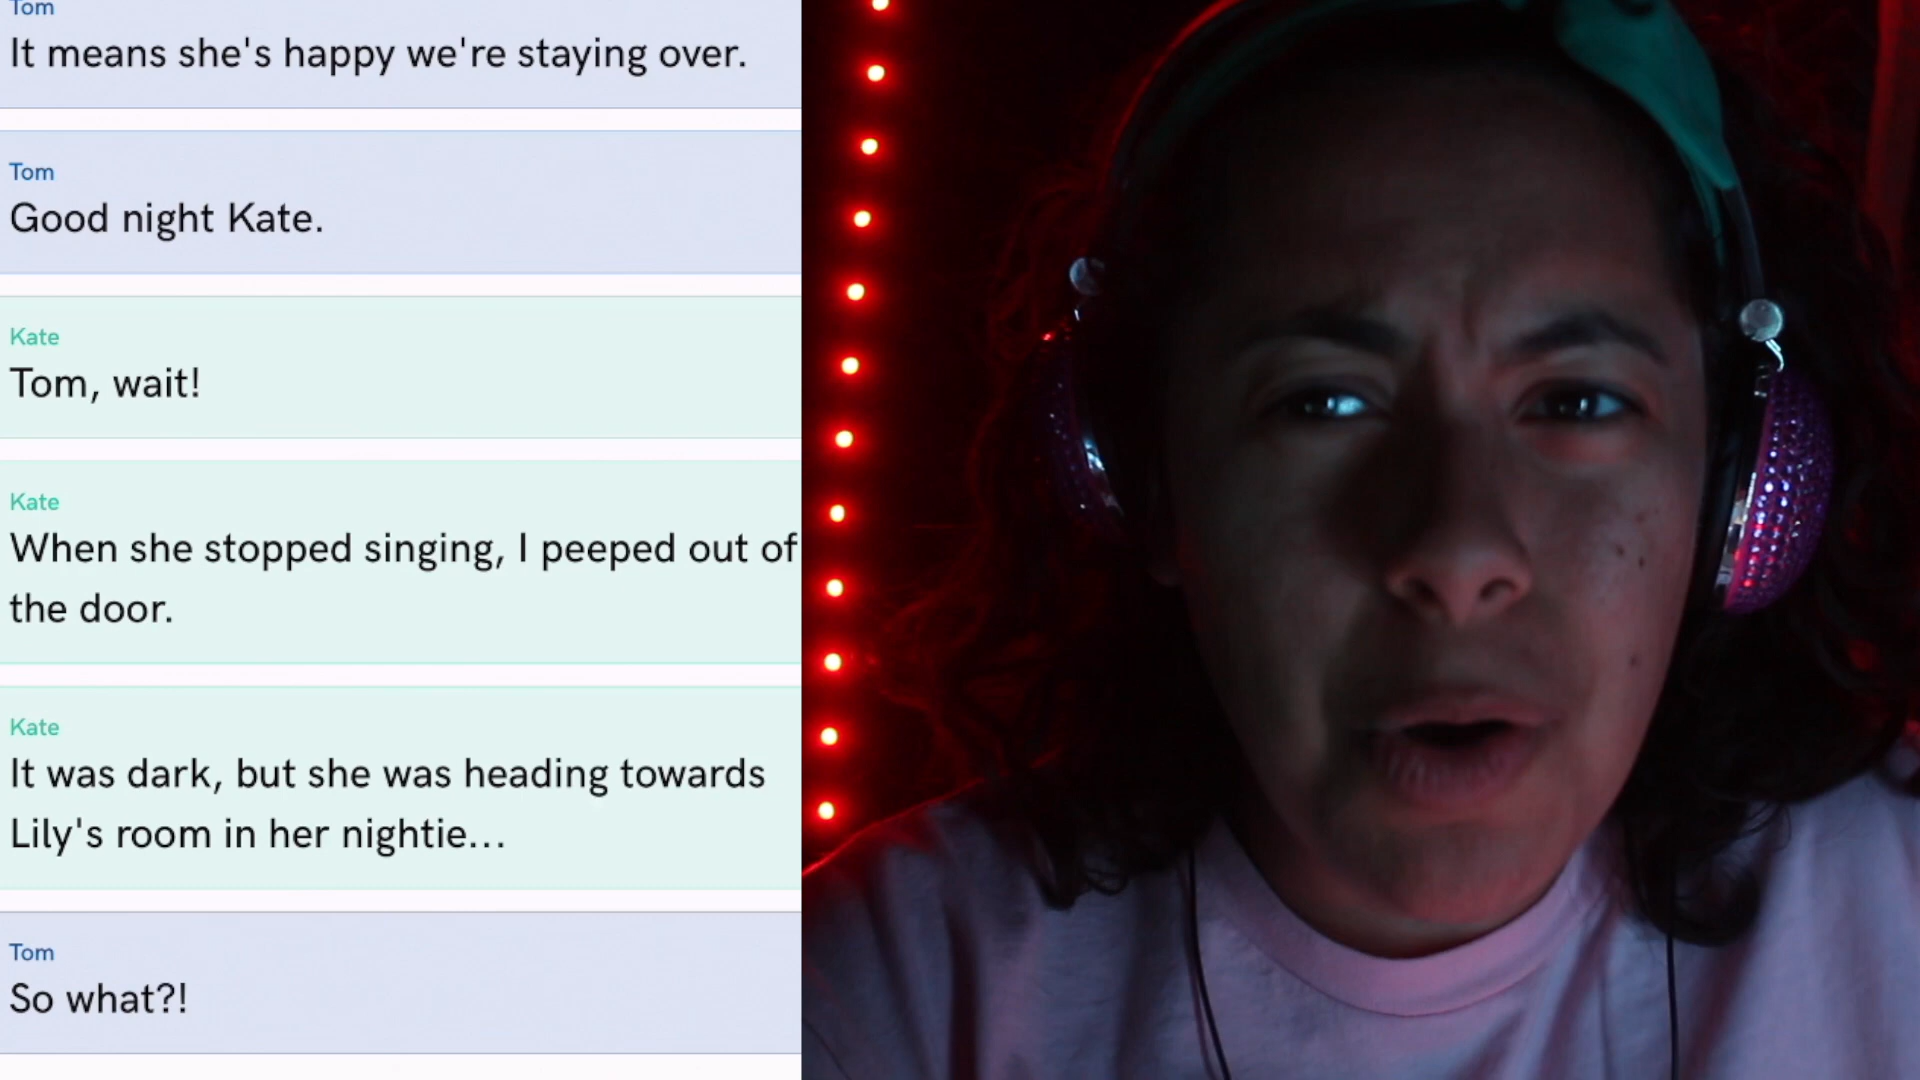 Tom
It means she's happy we're staying over.
Tom
Good night Kate.
Kate
Tom, wait!
Kate
When she stopped singing, I peeped out of
the door.
Kate
It was dark, but she was heading towards
Lily's room in her nightie...
Tom
So what?!